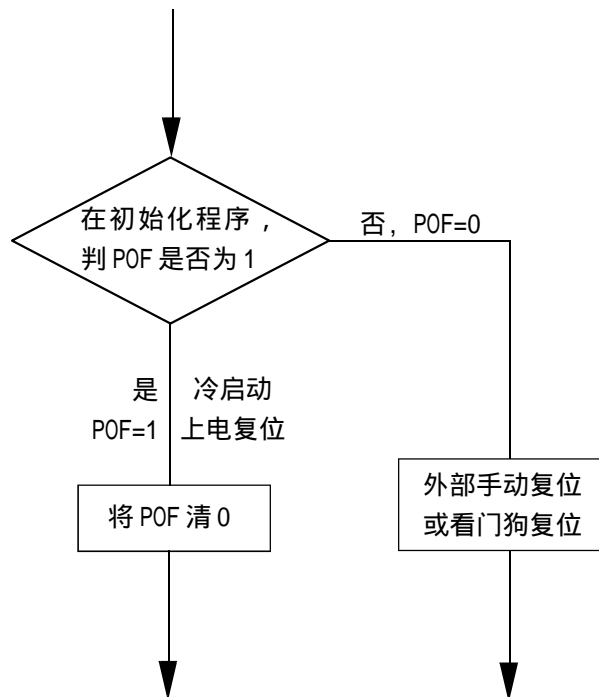 在初始化程序，
判 POF 是否为 1
否, POF=0
是 冷启动
POF=1 上电复位
将 POF 清 0
外部手动复位
或看门狗复位